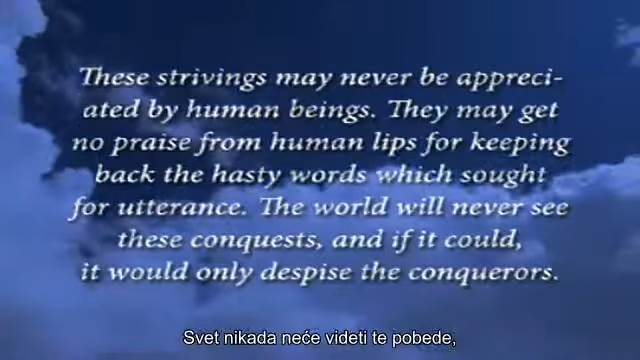 These strivings may never be appreci-
ated by human beings. They may get
no praise from human lips for keeping
back the hasty words which sought
for utterance. The world will never see
these conquests, and if it could,
it would only despise the conquerors.
Svet nikada neće videti te pobede,